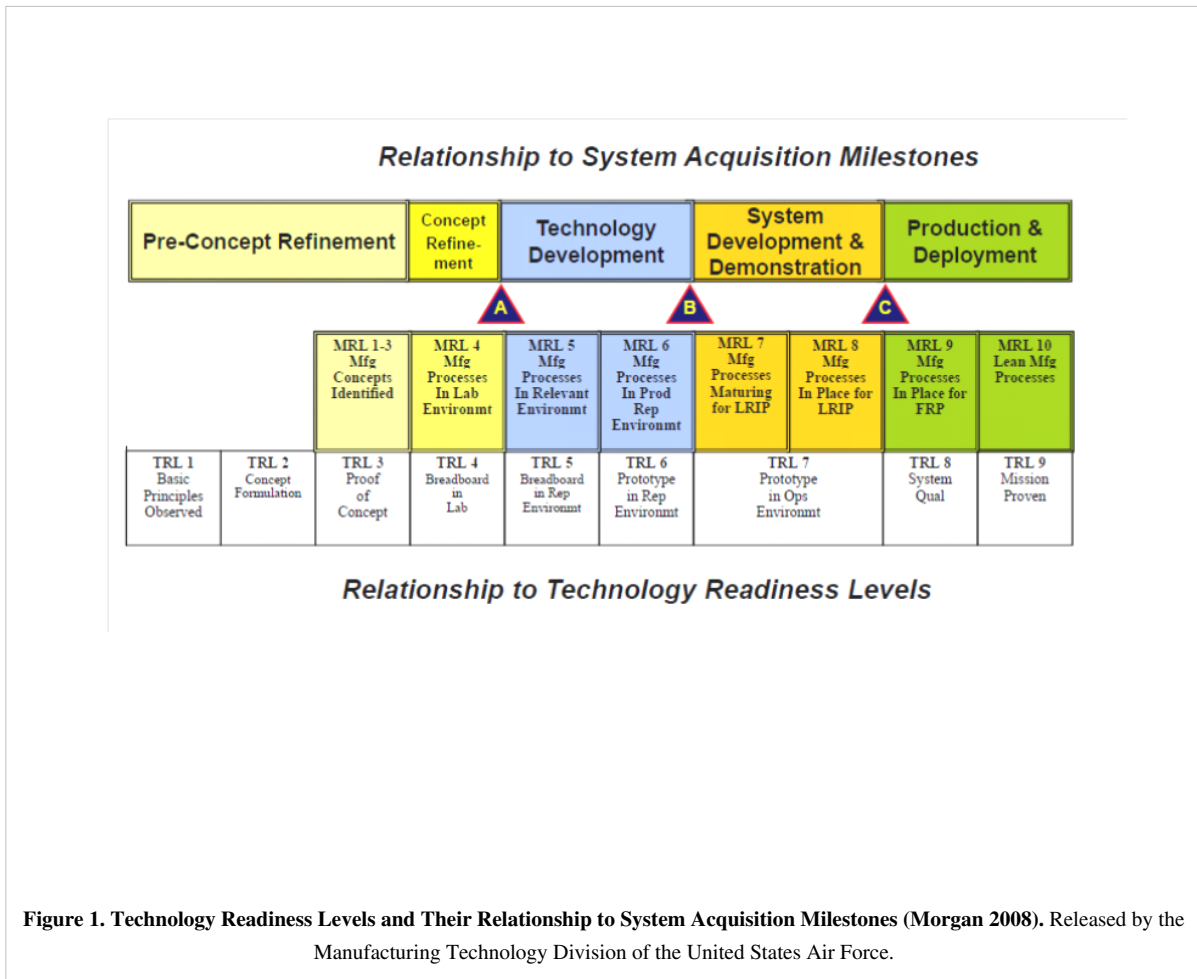 Relationship to System Acquisition Milestones
Pre-Concept Refinement
Concept
Refine-
ment
Technology
Development
System
Development &
Demonstration
Production &
Deployment
A
B
C
MRL 1-3
Mfg
Concepts
Identified
MRL 4
Mfg
Processes
In Lab
Environmt
MRL 5
Mfg
Processes
In Relevant
Environmt
MRL 6
Mfg
Processes
In Prod
Rep
Environmt
MRL 7
Mfg
Processes
Maturing
for LRIP
MRL 8
Mfg
Processes
In Place for
LRIP
MRL 9
Mfg
Processes
In Place for
FRP
MRL 10
Lean Mfg
Processes
TRL 1
Basic
Principles
Observed
TRL 2
Concept
Formulation
TRL 3
Proof
of
Concept
TRL 4
Breadboard
in
Lab
TRL 5
Breadboard
in Rep
Environmt
TRL 6
Prototype
in Rep
Environmt
TRL 7
Prototype
in Ops
Environmt
TRL 8
System
Qual
TRL 9
Mission
Proven
Relationship to Technology Readiness Levels
Figure 1. Technology Readiness Levels and Their Relationship to System Acquisition Milestones (Morgan 2008). Released by the
Manufacturing Technology Division of the United States Air Force.